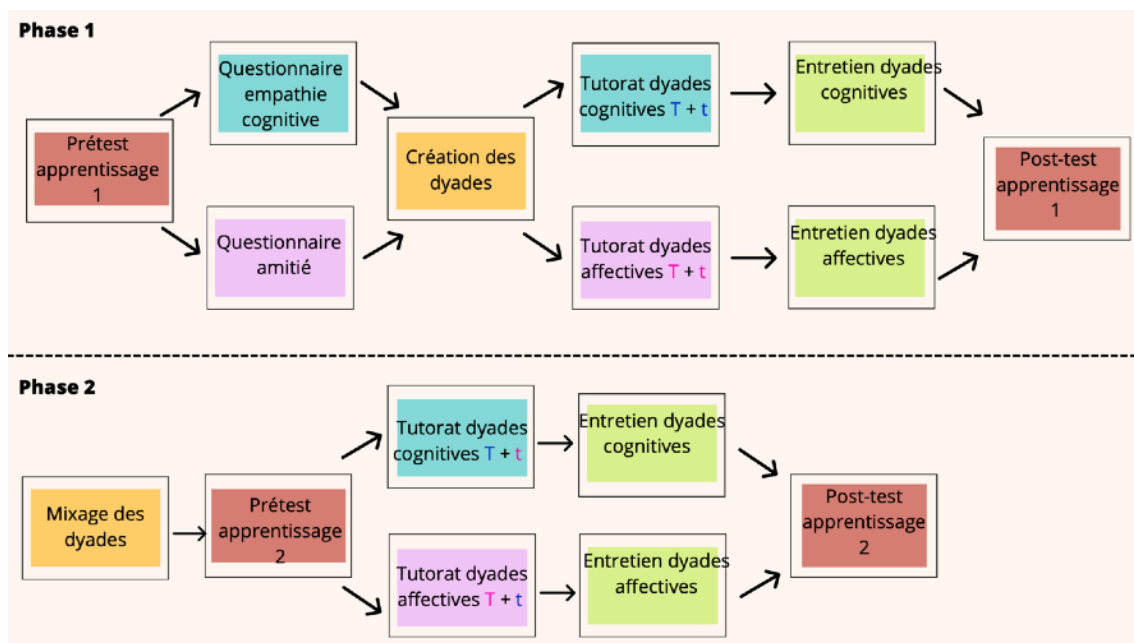 Phase 1
Prétest
apprentissage
1
Questionnaire
empathie
cognitive
Questionnaire
amitié
Création des
dyades
Tutorat dyades
cognitives T + t
Tutorat dyades
affectives T + t
Entretien dyades
cognitives
Entretien dyades
affectives
Post-test
apprentissage
1
Phase 2
Mixage des
dyades
Prétest
apprentissage
2
Tutorat dyades
cognitives T + t
Tutorat dyades
affectives T + t
Entretien dyades
cognitives
Entretien dyades
affectives
Post-test
apprentissage
2